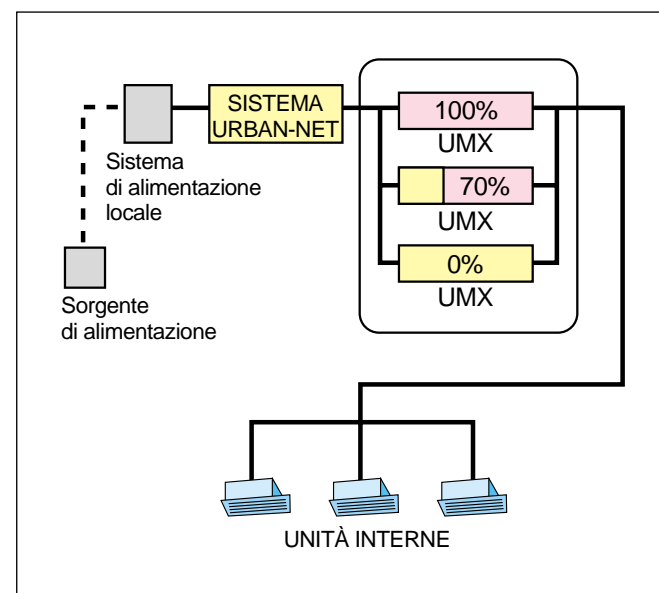 SISTEMA
URBAN-NET
100%
UMX
70%
UMX
0%
UMX
Sistema
di alimentazione
locale
Sorgente
di alimentazione
UNITÀ INTERNE